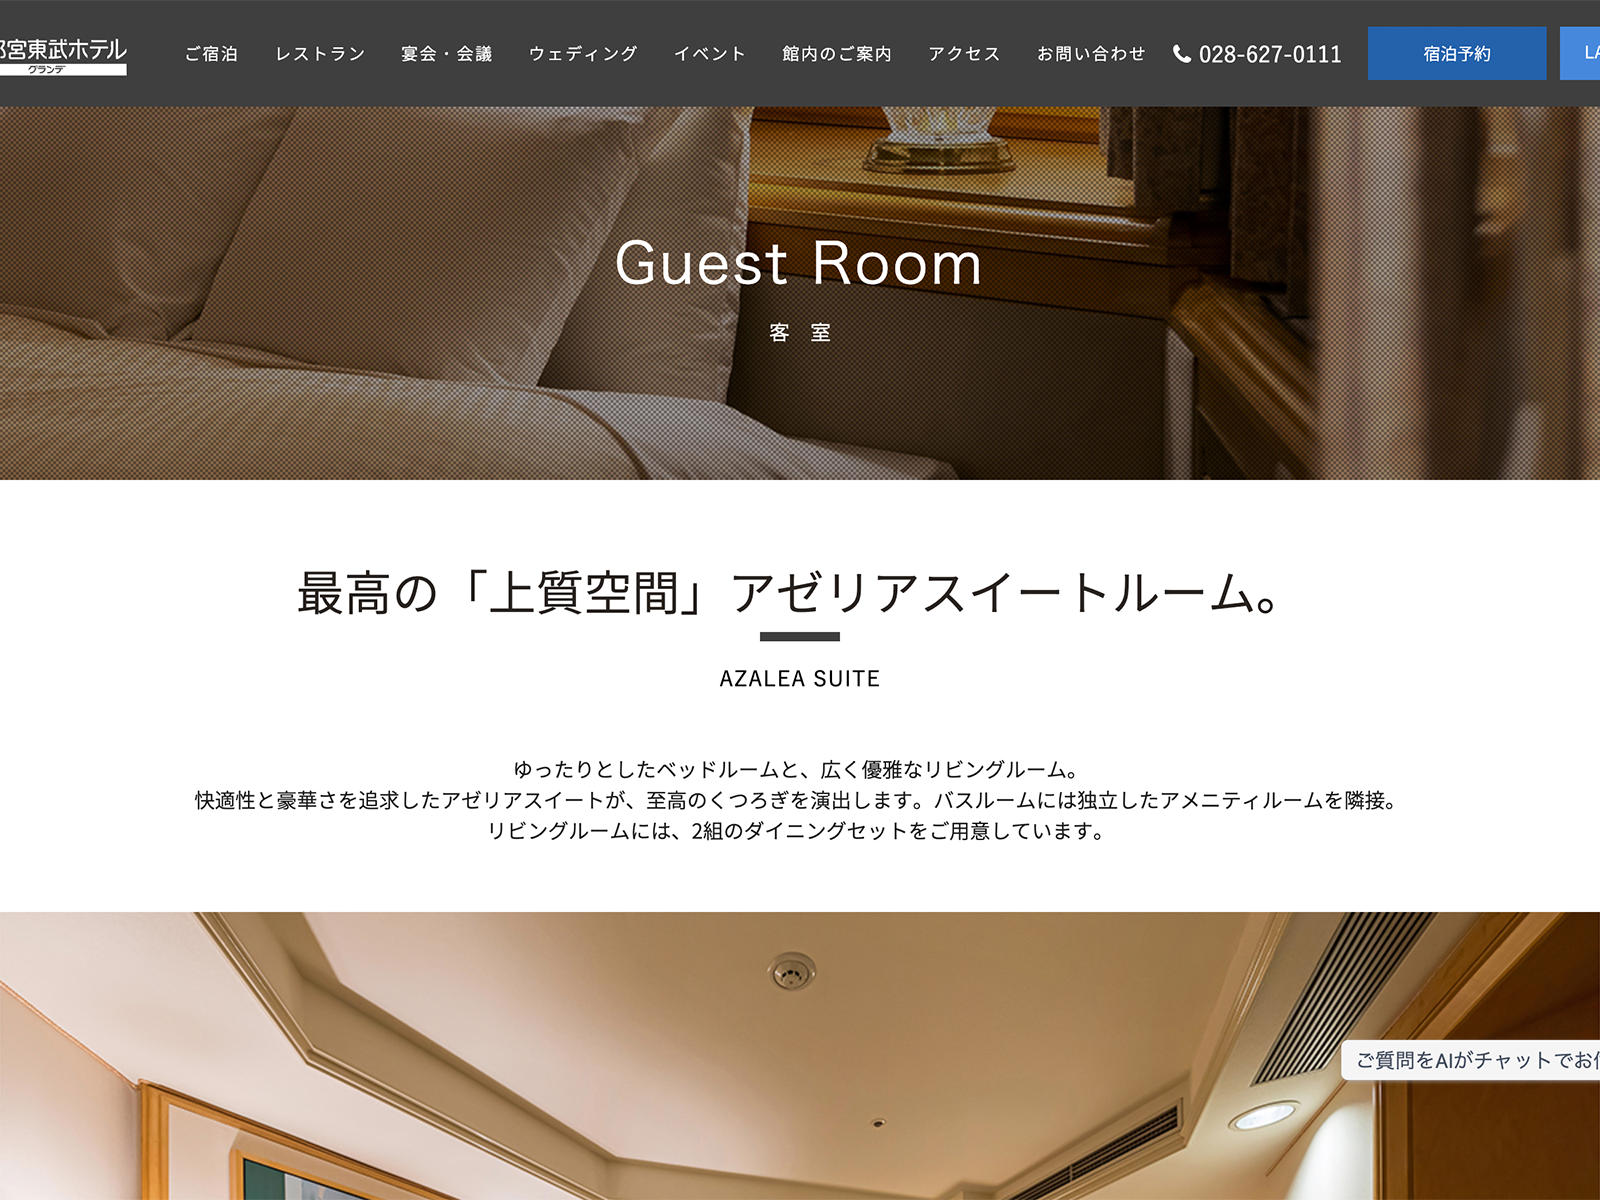 宮東武ホテル
グランデ
ご宿泊
レストラン
宴会・会議
ウェディング
イベント
館内のご案内
アクセス
お問い合わせ
028-627-0111
宿泊予約
Guest Room
客 室
最高の「上質空間」アゼリアスイートルーム。
AZALEA SUITE
ゆったりとしたベッドルームと、広く優雅なリビングルーム。
快適性と豪華さを追求したアゼリアスイートが、至高のくつろぎを演出します。バスルームには独立したアメニティルームを隣接。
リビングルームには、2組のダイニングセットをご用意しています。
ご質問をAIがチャットでお